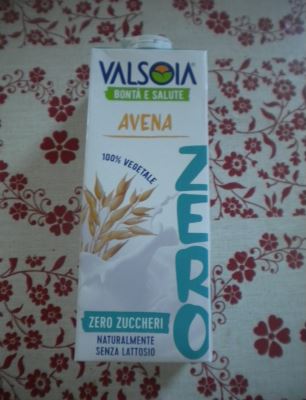 VALSOIA®
BONTÀ E SALUTE
AVENA
100% VEGETALE
ZERO
ZERO ZUCCHERI
NATURALMENTE
SENZA LATTOSIO